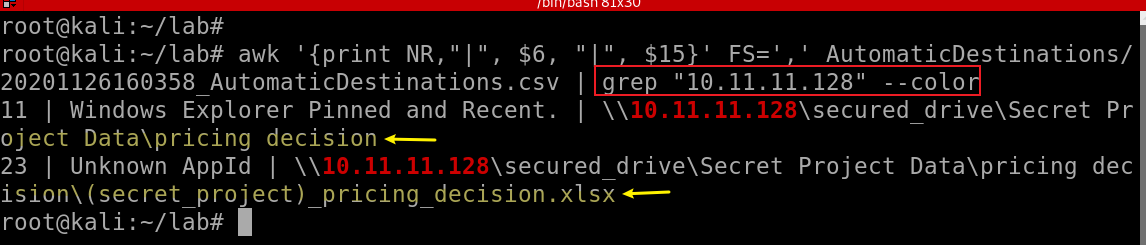 /bin/bash 81x30
root@kali:~/lab#
root@kali:~/lab# awk '{print NR,"|", $6, "|", $15}' FS=',' AutomaticDestinations/
20201126160358_AutomaticDestinations.csv | grep "10.11.11.128" --color
11 | Windows Explorer Pinned and Recent. | \\10.11.11.128\secured_drive\Secret Pr
oject Data\pricing decision
23 | Unknown AppId | \\10.11.11.128\secured_drive\Secret Project Data\pricing dec
ision\(secret_project)_pricing_decision.xlsx
root@kali:~/lab#